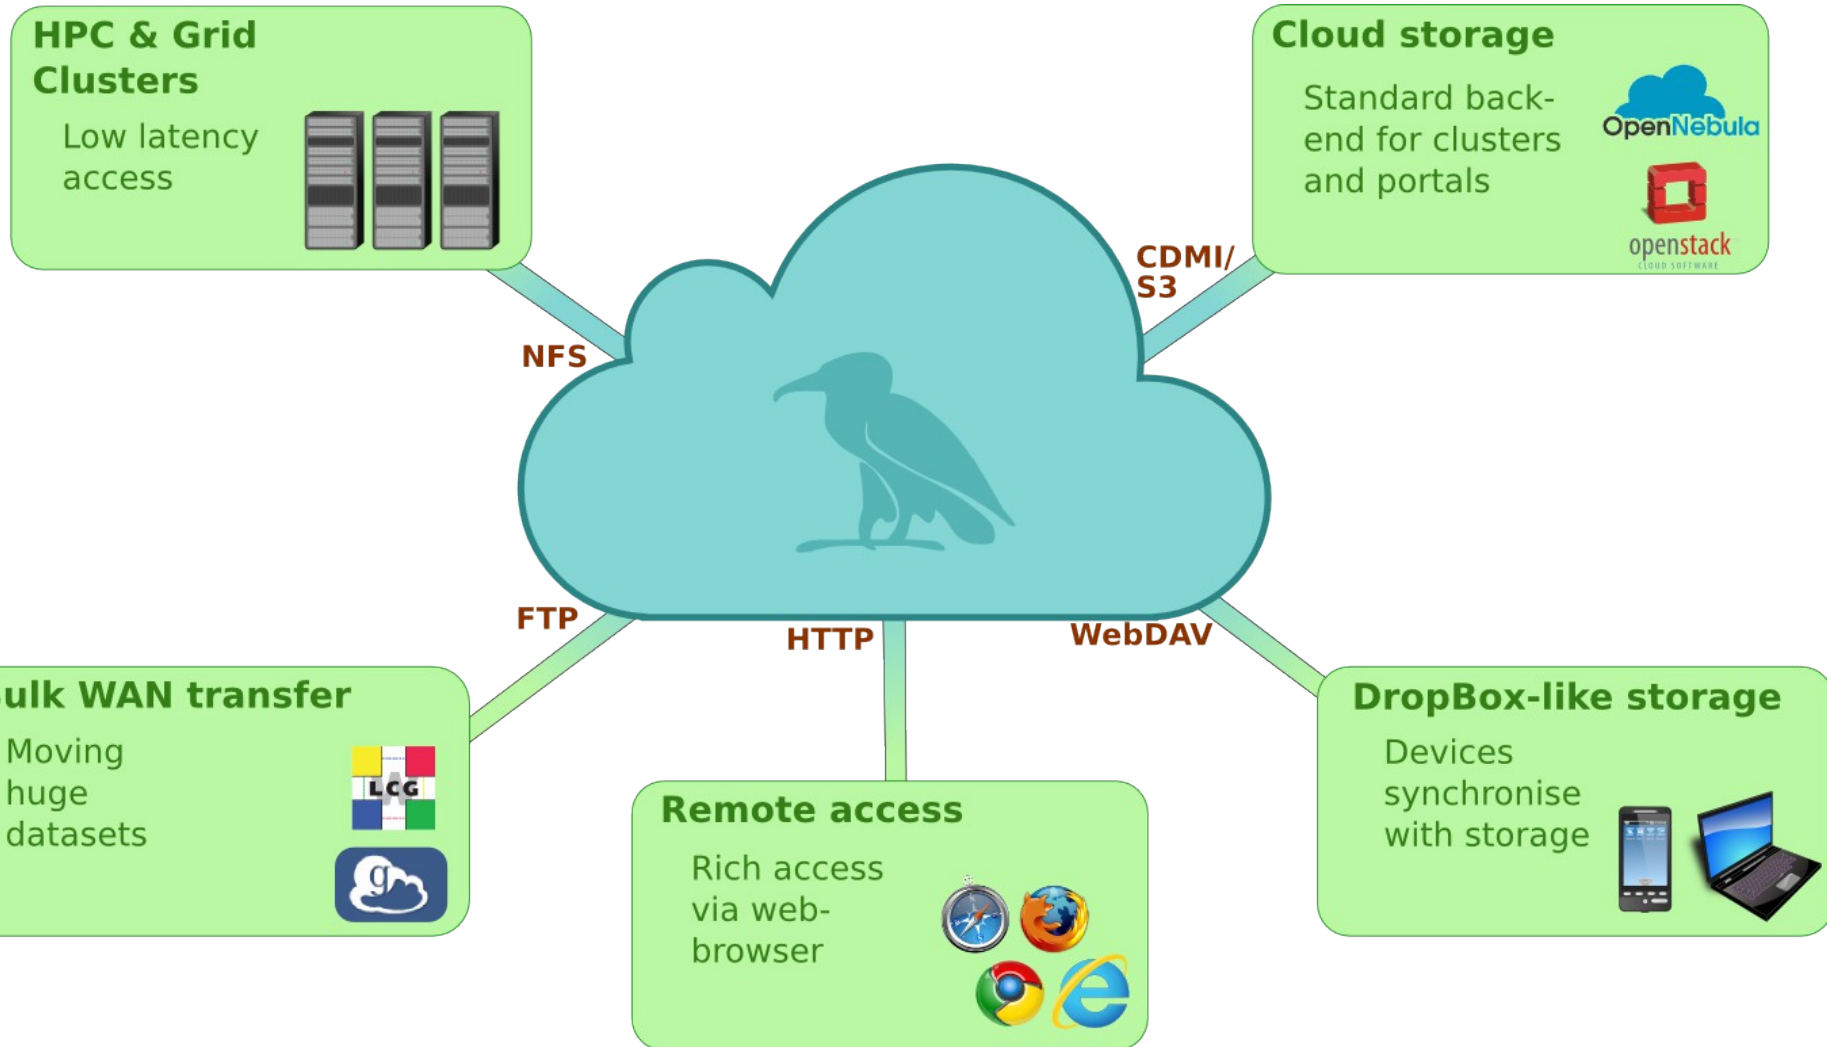 HPC & Grid
Clusters
Low latency
access
Cloud storage
Standard back-
end for clusters
and portals
OpenNebula
openstack
CLOUD SOFTWARE
CDMI/
S3
NFS
FTP
HTTP
WebDAV
ulk WAN transfer
Moving
huge
datasets
LCG
g
Remote access
Rich access
via web-
browser
DropBox-like storage
Devices
synchronise
with storage